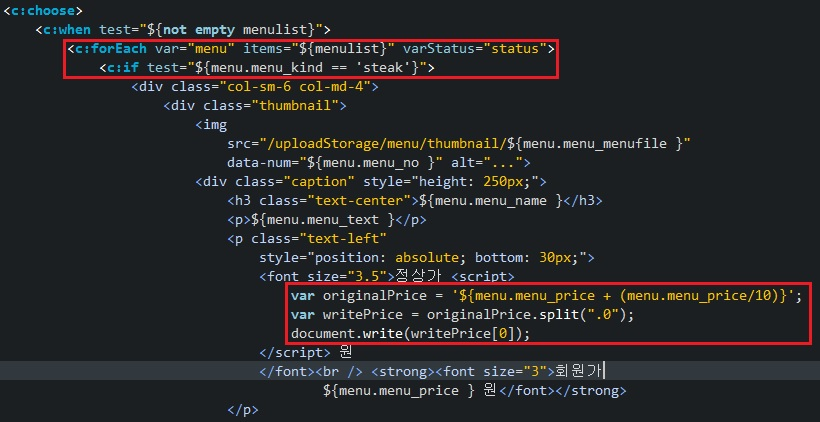 <c:choose>
<c:when test="${not empty menulist}">
<c:forEach var="menu" items="${menulist}" varStatus="status">
<c:if test="${menu.menu_kind == 'steak'}">
<div class="col-sm-6 col-md-4">
<div class="thumbnail">
<img
src="/uploadStorage/menu/thumbnail/${menu.menu_menufile }"
data-num="${menu.menu_no }" alt="...">
<div class="caption" style="height: 250px;">
<h3 class="text-center">${menu.menu_name }</h3>
<p>${menu.menu_text }</p>
<p class="text-left"
style="position: absolute; bottom: 30px;">
<font size="3.5">정상가 <script>
var originalPrice = '${menu.menu_price + (menu.menu_price/10)}';
var writePrice = originalPrice.split(".0");
document.write(writePrice[0]);
</script> 원
</font><br /> <strong><font size="3">회원가
${menu.menu_price } 원</font></strong>
</p>